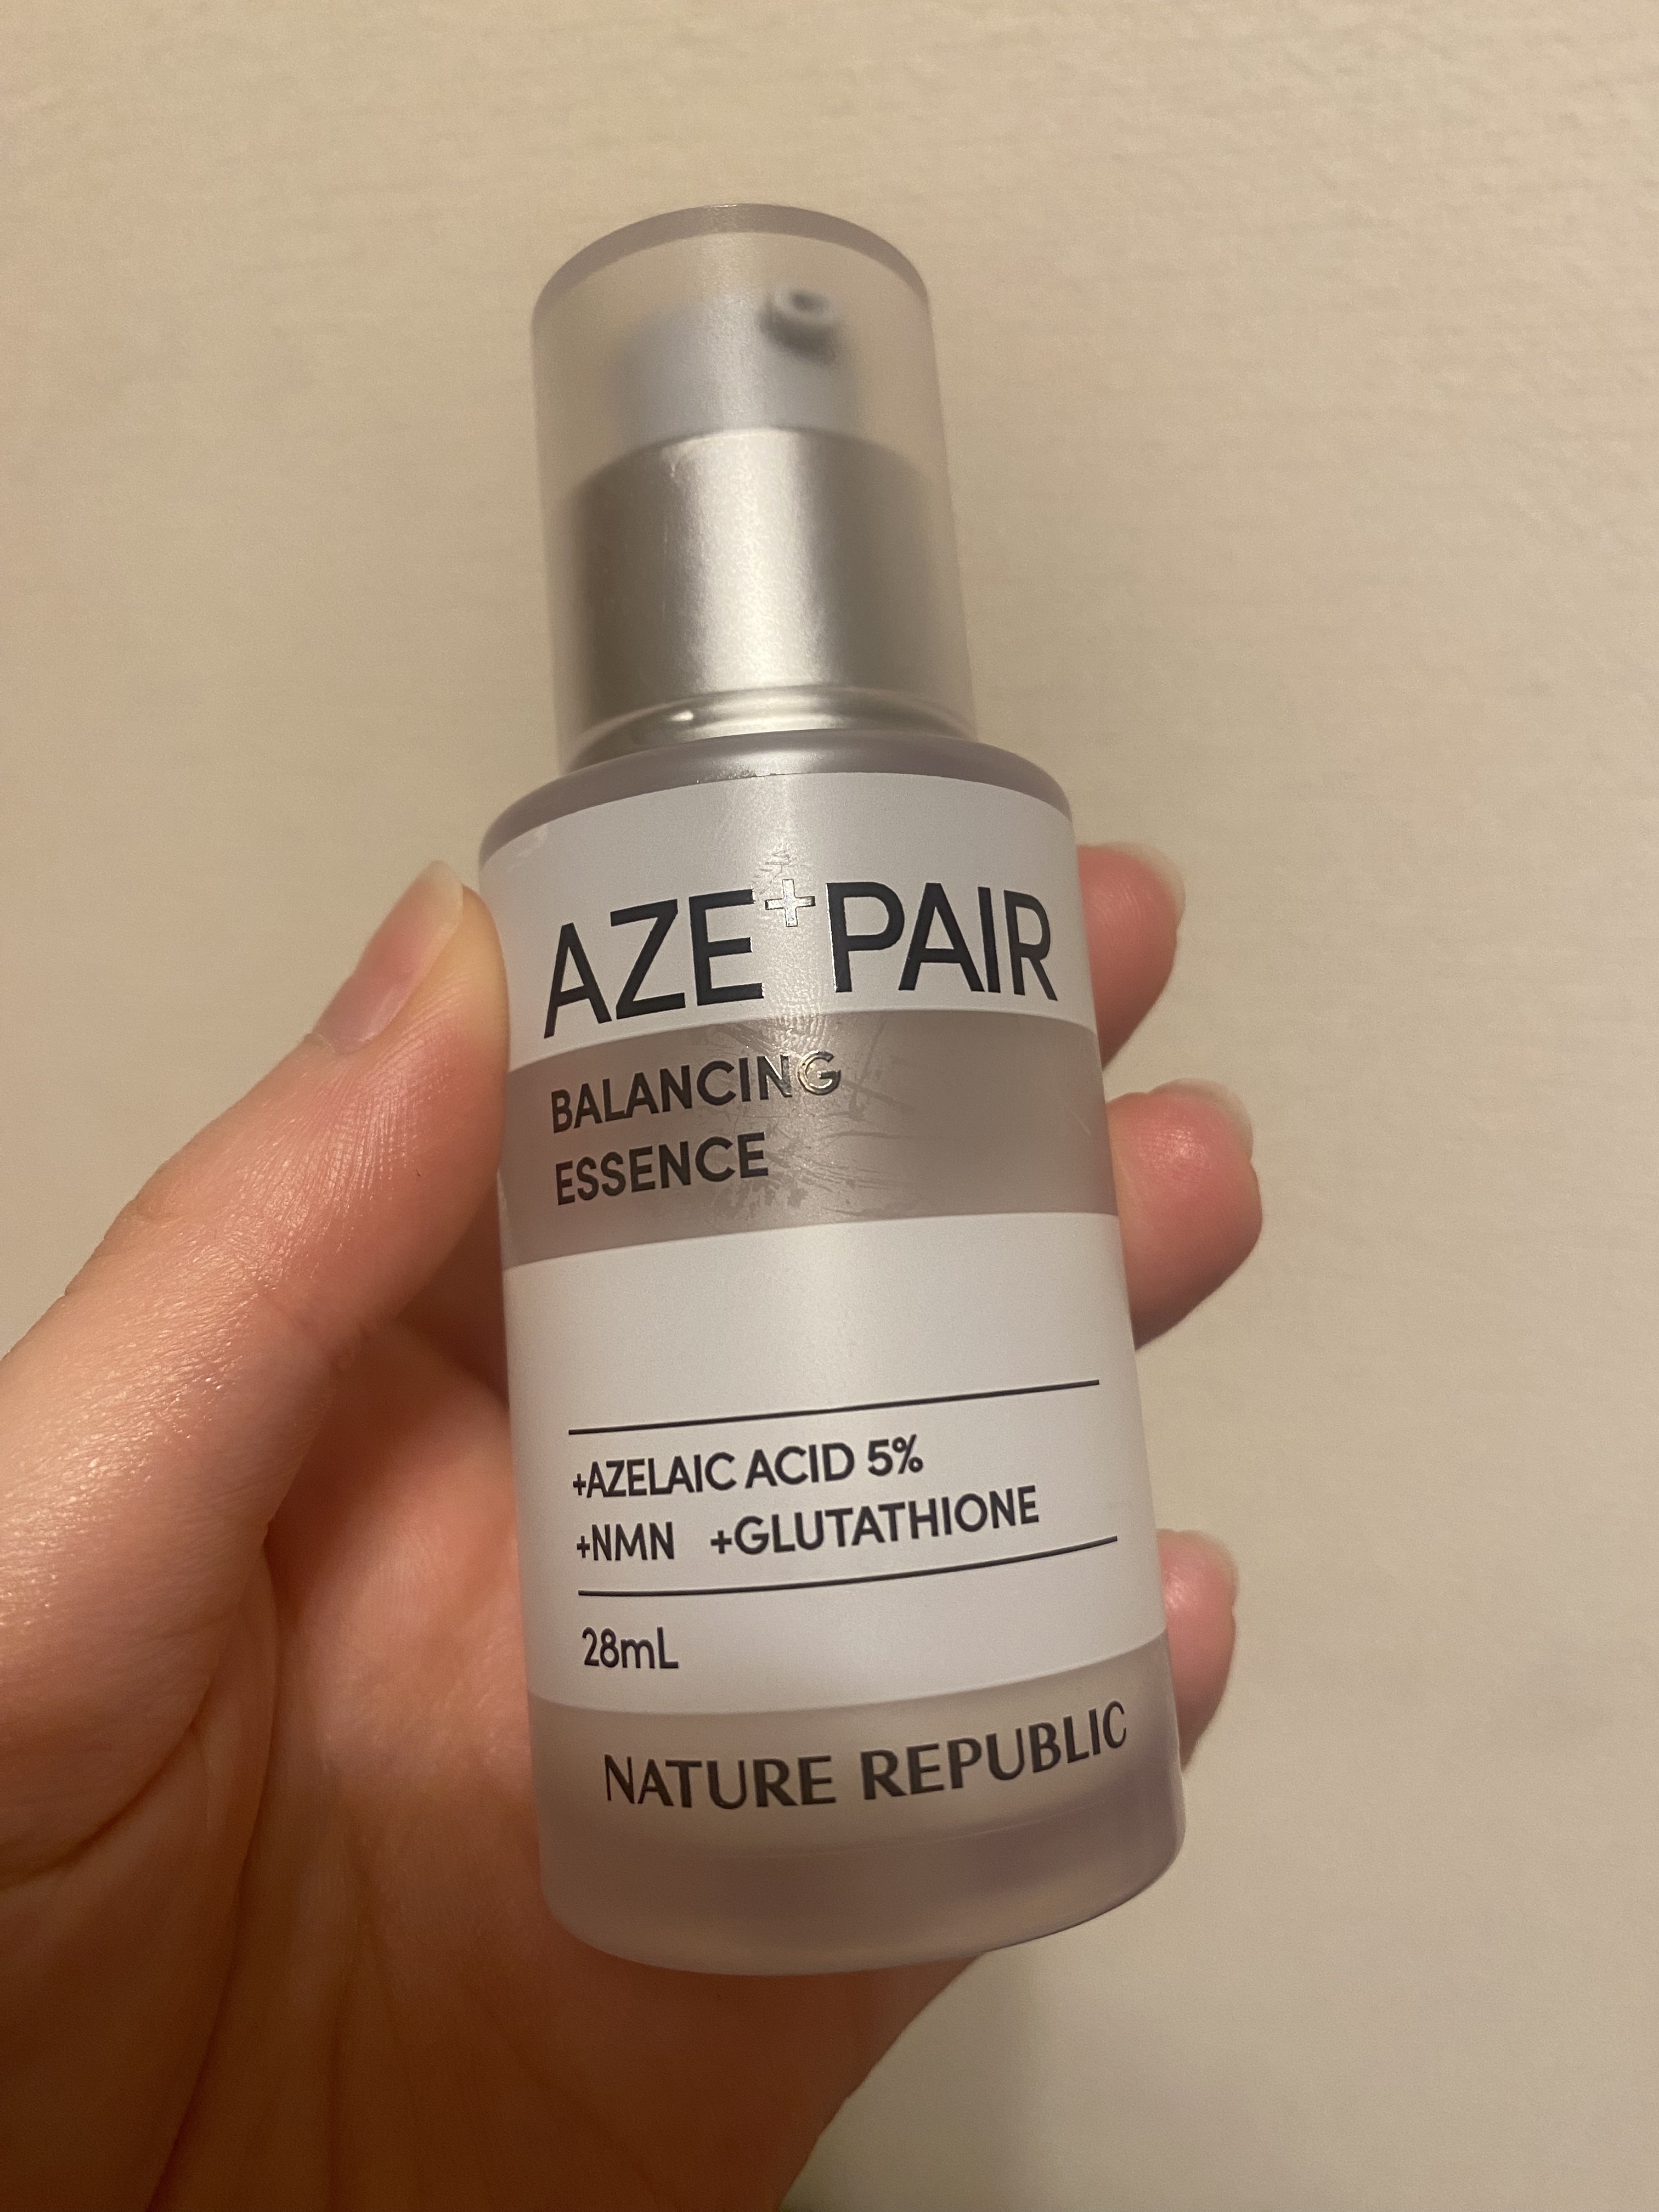 AZE+PAIR
BALANCING
ESSENCE
+AZELAIC ACID 5%
+NMN +GLUTATHIONE
28mL
NATURE REPUBLIC